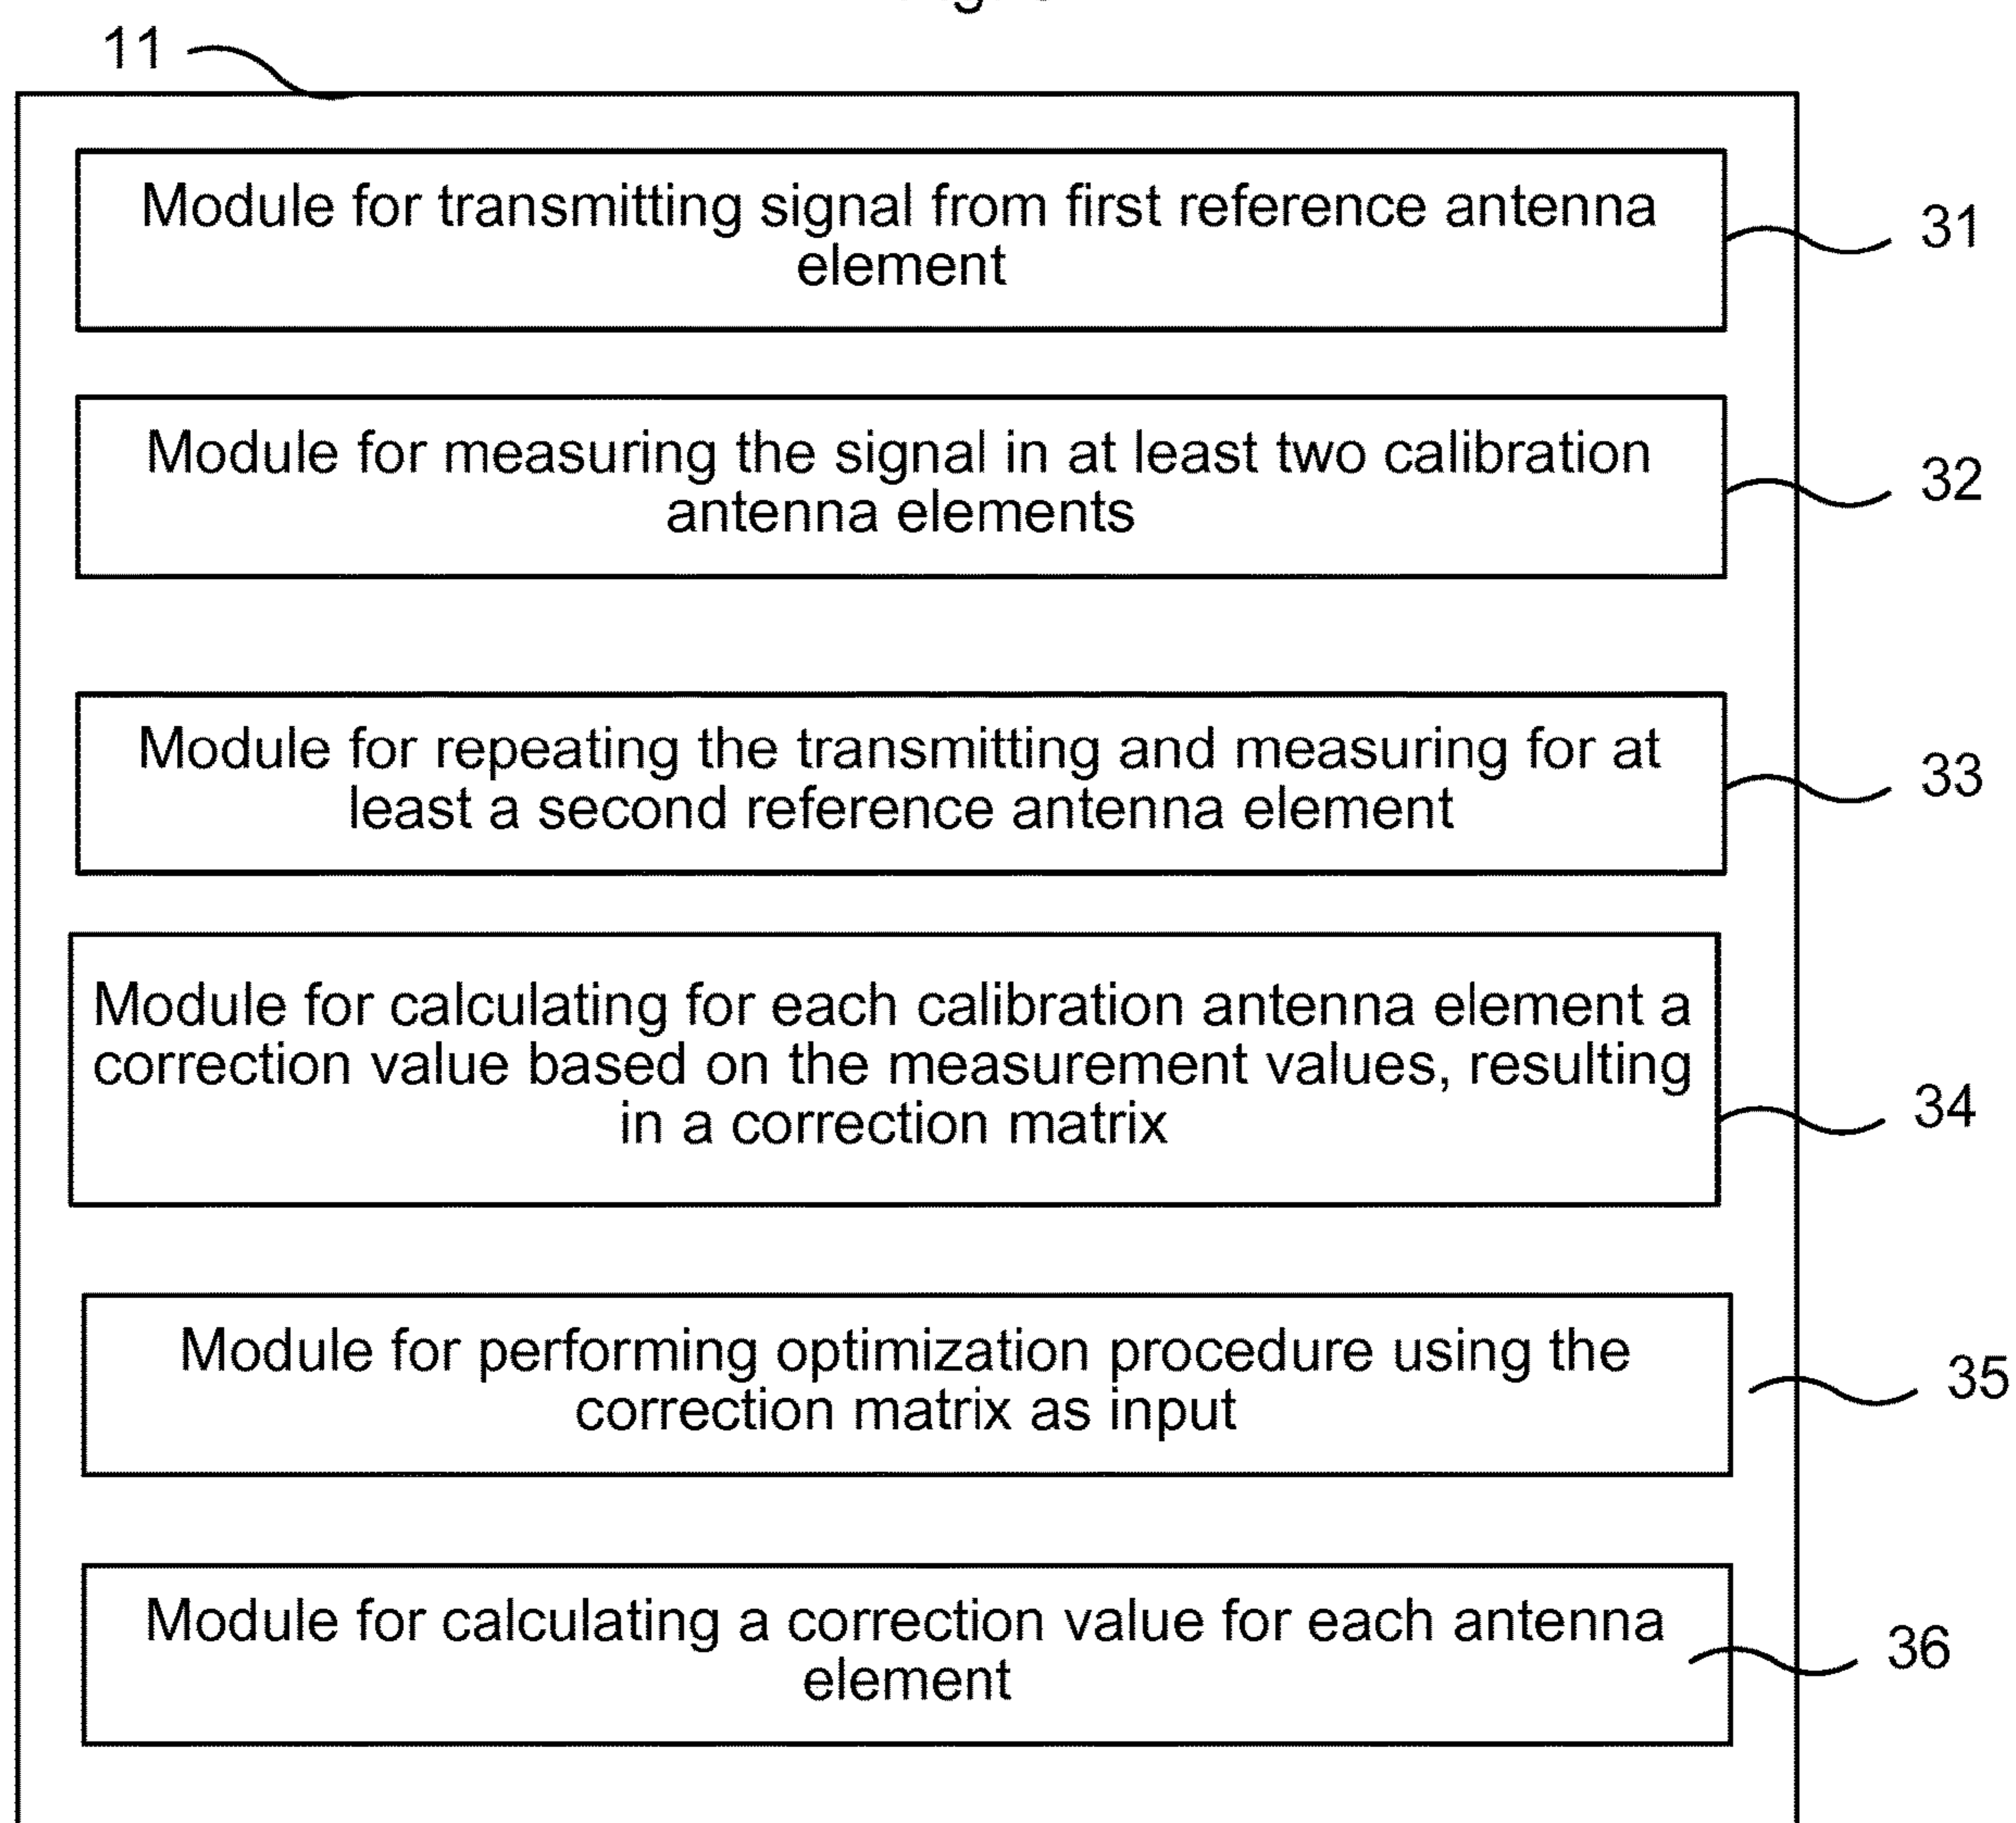 11
Module for transmitting signal from first reference antenna
element
31
Module for measuring the signal in at least two calibration
antenna elements
32
Module for repeating the transmitting and measuring for at
least a second reference antenna element
33
Module for calculating for each calibration antenna element a
correction value based on the measurement values, resulting
in a correction matrix
34
Module for performing optimization procedure using the
correction matrix as input
35
Module for calculating a correction value for each antenna
element
36